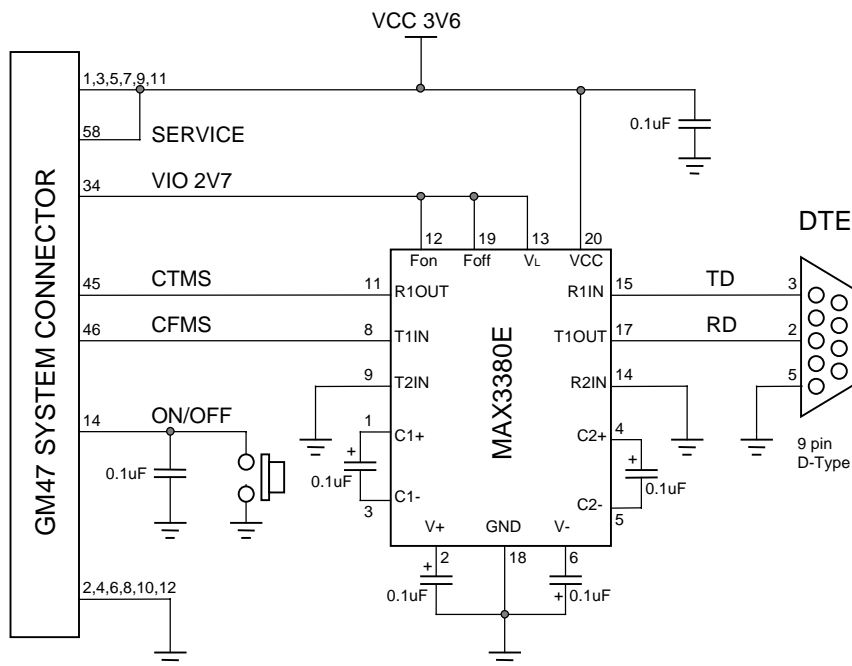 VCC 3V6
1,3,5,7,9,11
0.1uF
58
SERVICE
34
VIO 2V7
DTE
12
19
13
20
Fon
Foff
VL
VCC
45
CTMS
11
R1OUT
R1IN
15
TD
3
46
CFMS
8
T1IN
T1OUT
17
RD
2
9
T2IN
R2IN
14
5
GM47 SYSTEM CONNECTOR
MAX3380E
14
ON/OFF
1
C1+
C2+
4
9 pin
D-Type
+
+
0.1uF
0.1uF
0.1uF
C1-
3
C2-
5
V+
GND
V-
2
18
6
+
0.1uF
+
0.1uF
2,4,6,8,10,12